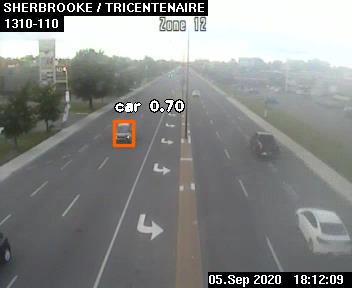 SHERBROOKE / TRICENTENAIRE
1310-110
Zone 12
car 0.70
05.Sep 2020 18:12:09